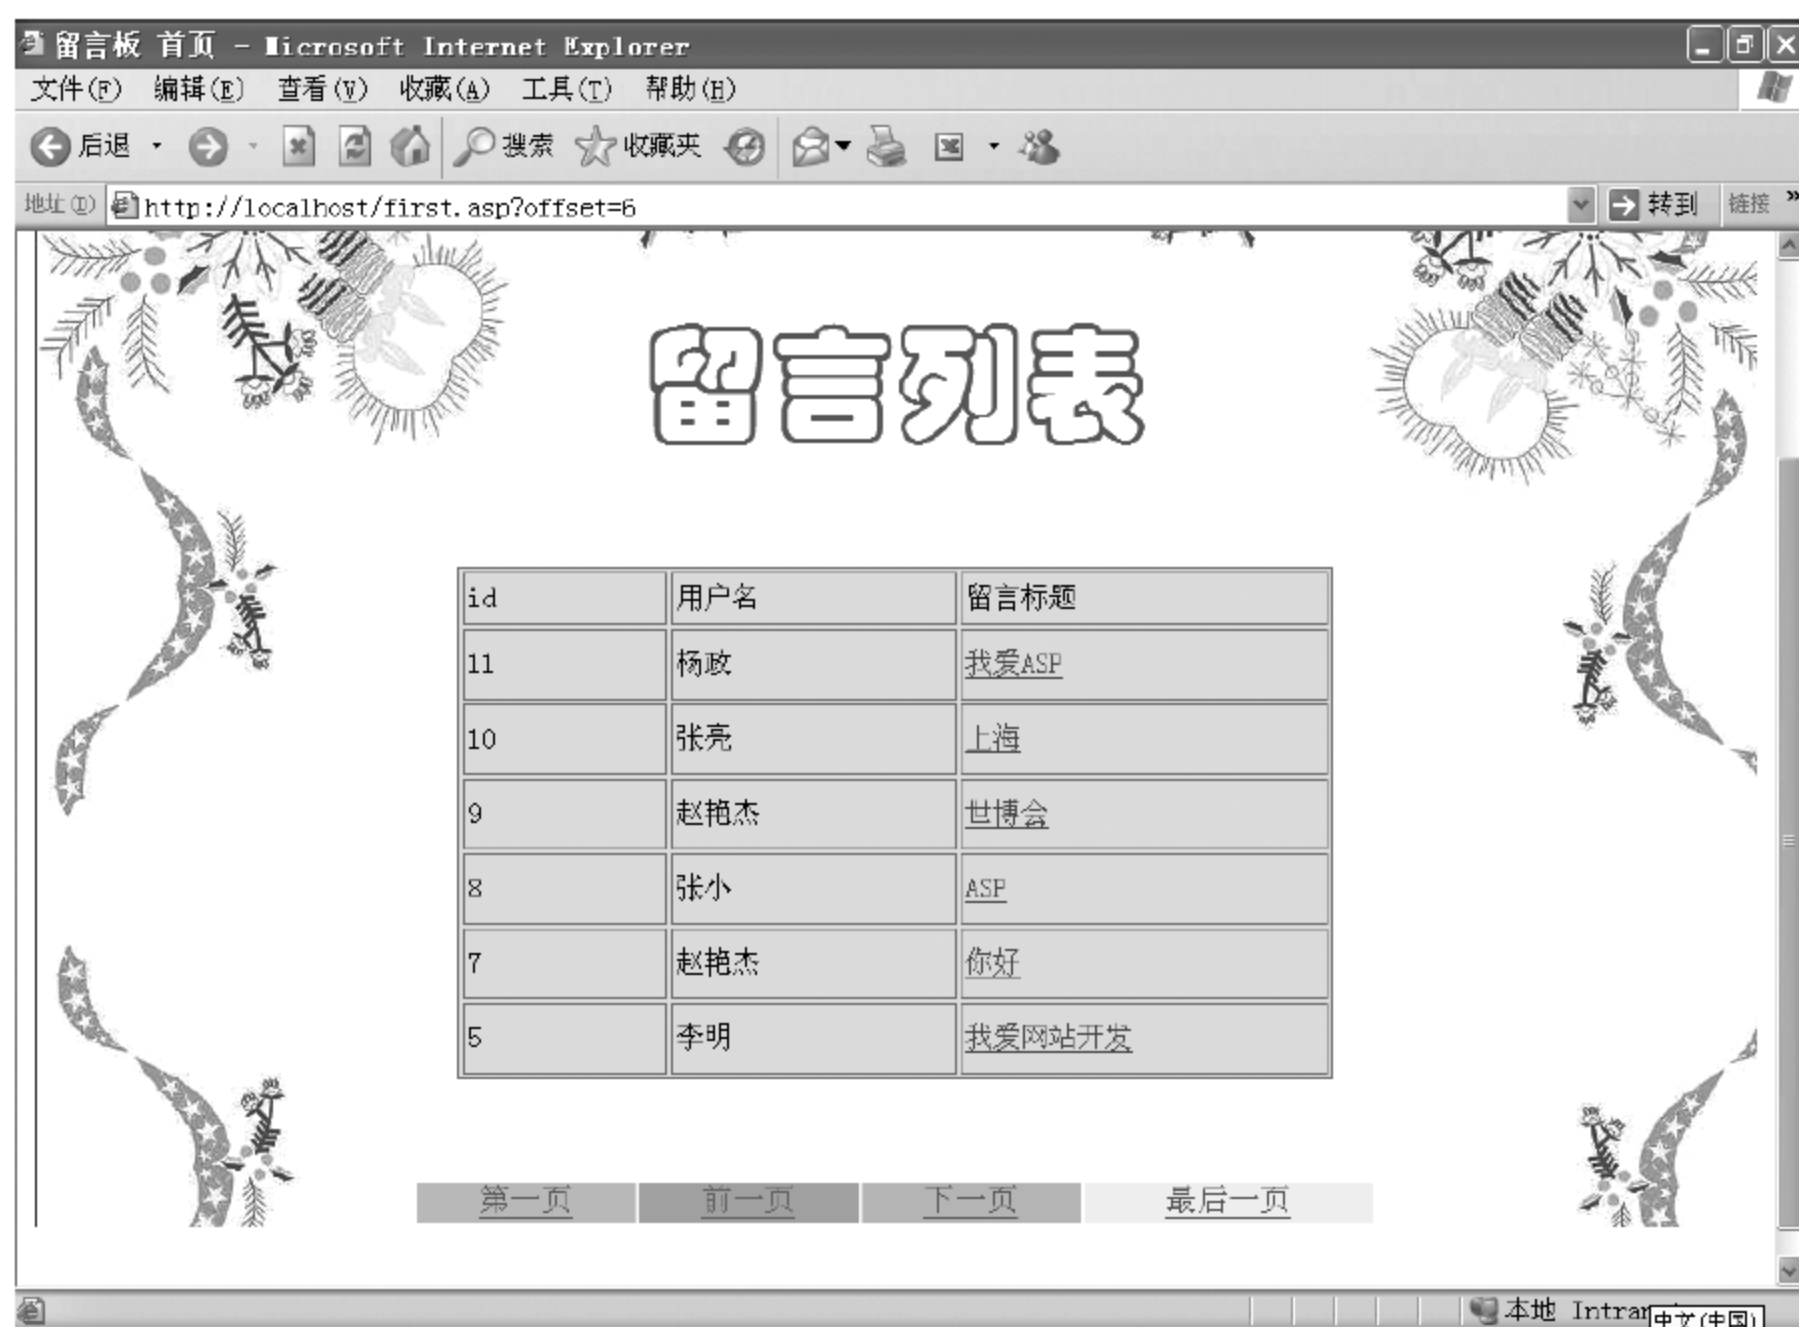 留言板 首页 - Microsoft Internet Explorer
文件(F) 编辑(E) 查看(V) 收藏(A) 工具(T) 帮助(H)
后退 搜索 收藏夹
地址(D) http://localhost/first.asp?offset=6 转到 链接 »
留言列表
id 用户名 留言标题
11 杨政 我爱ASP
10 张亮 上海
9 赵艳杰 世博会
8 张小 ASP
7 赵艳杰 你好
5 李明 我爱网站开发
第一页 前一页 下一页 最后一页
本地 Intra
中文(中国)